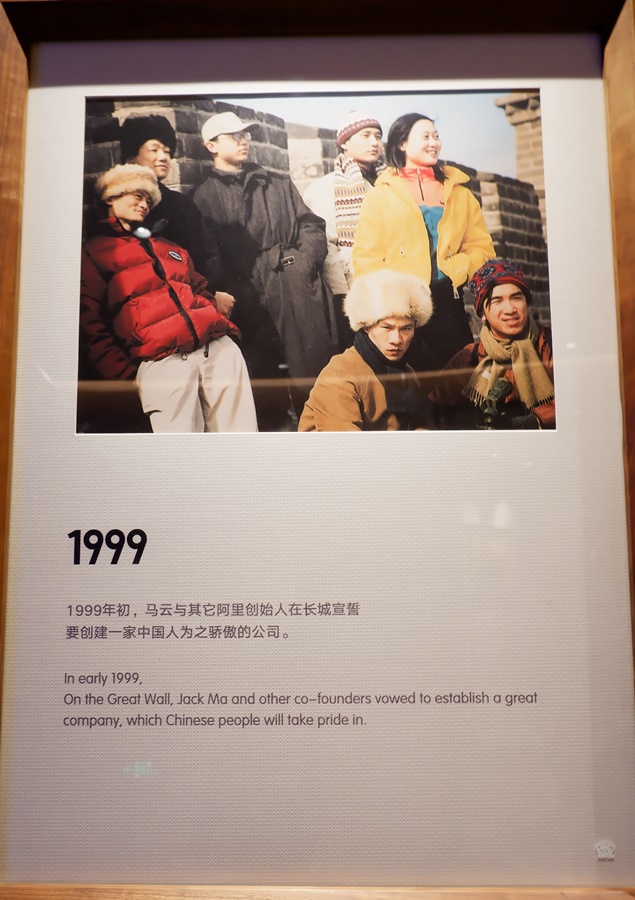 1999
1999年初，马云与其它阿里创始人在长城宣誓
要创建一家中国人为之骄傲的公司。
In early 1999,
On the Great Wall, Jack Ma and other co-founders vowed to establish a great
company, which Chinese people will take pride in.